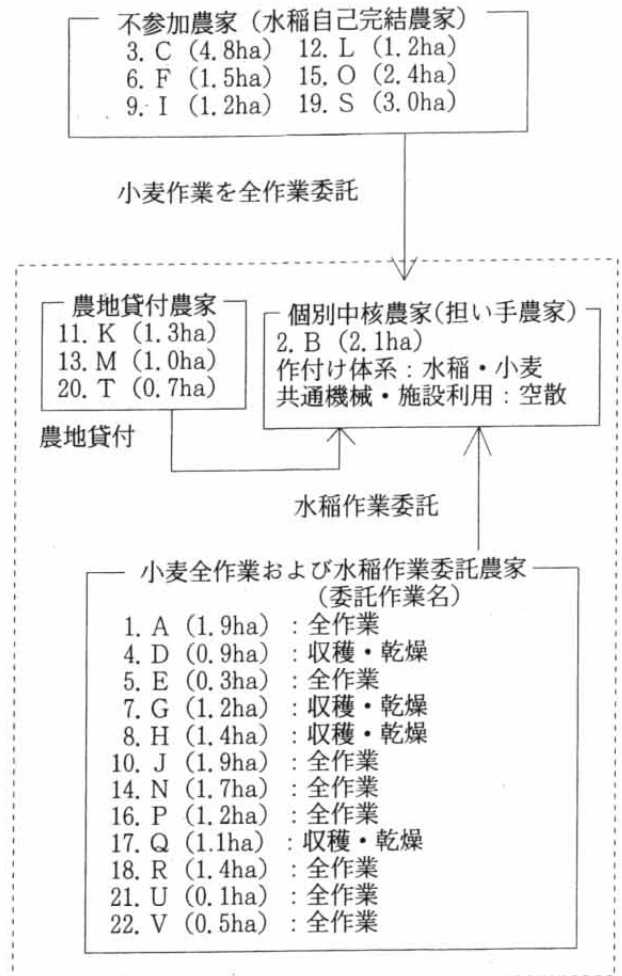 不参加農家（水稲自己完結農家）
3. C (4.8ha) 12. L (1.2ha)
6. F (1.5ha) 15. O (2.4ha)
9. I (1.2ha) 19. S (3.0ha)
小麦作業を全作業委託
農地貸付農家
11. K (1.3ha)
13. M (1.0ha)
20. T (0.7ha)
農地貸付
個別中核農家(担い手農家)
2. B (2.1ha)
作付け体系：水稲・小麦
共通機械・施設利用：空散
水稲作業委託
小麦全作業および水稲作業委託農家
（委託作業名）
1. A (1.9ha) ：全作業
4. D (0.9ha) ：収穫・乾燥
5. E (0.3ha) ：全作業
7. G (1.2ha) ：収穫・乾燥
8. H (1.4ha) ：収穫・乾燥
10. J (1.9ha) ：全作業
14. N (1.7ha) ：全作業
16. P (1.2ha) ：全作業
17. Q (1.1ha) ：収穫・乾燥
18. R (1.4ha) ：全作業
21. U (0.1ha) ：全作業
22. V (0.5ha) ：全作業